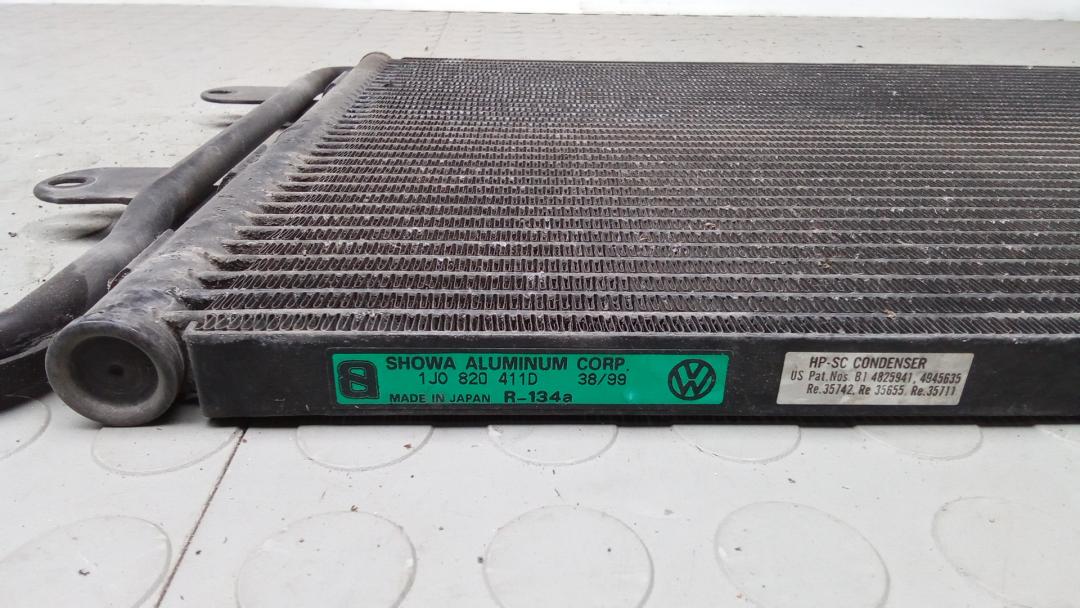 SHOWA ALUMINUM CORP.
1J0 820 411D 38/99
MADE IN JAPAN R-134a
HP-SC CONDENSER
US Pat.Nos. B1 4825941, 4945635
Re.35742, Re 35655, Re.35711